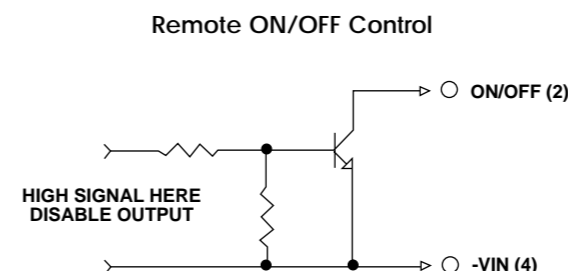 Remote ON/OFF Control
ON/OFF (2)
HIGH SIGNAL HERE
DISABLE OUTPUT
-VIN (4)